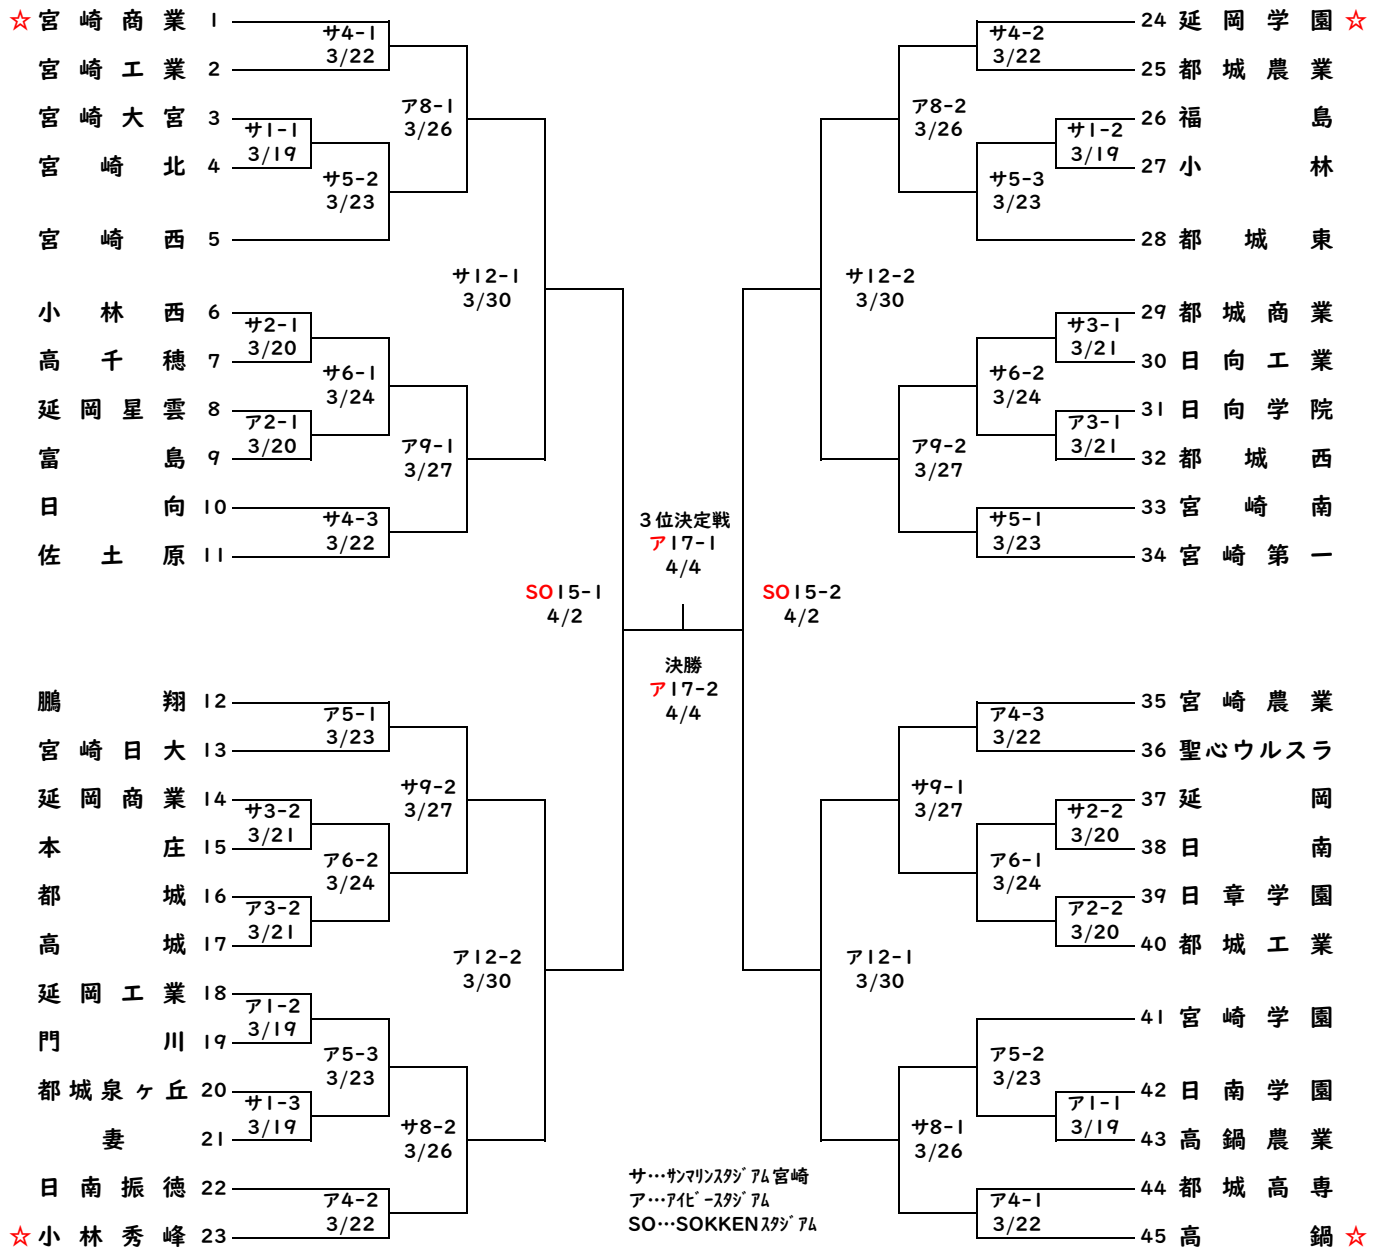 ☆ 宮崎商業 1
宮崎工業 2
サ4-1
3/22
宮崎大宮 3
宮崎北 4
サ1-1
3/19
宮崎西 5
サ5-2
3/23
ア8-1
3/26
小林西 6
高千穂 7
サ2-1
3/20
延岡星雲 8
富島 9
ア2-1
3/20
サ6-1
3/24
日向 10
佐土原 11
サ4-3
3/22
ア9-1
3/27
サ12-1
3/30
鵬翔 12
宮崎日大 13
ア5-1
3/23
延岡商業 14
本庄 15
サ3-2
3/21
都城 16
高城 17
ア3-2
3/21
ア6-2
3/24
サ9-2
3/27
延岡工業 18
門川 19
ア1-2
3/19
都城泉ヶ丘 20
妻 21
サ1-3
3/19
ア5-3
3/23
日南振徳 22
☆ 小林秀峰 23
ア4-2
3/22
サ8-2
3/26
ア12-2
3/30
SO15-1
4/2
3位決定戦
ア17-1
4/4
決勝
ア17-2
4/4
SO15-2
4/2
24 延岡学園 ☆
25 都城農業
サ4-2
3/22
26 福島
27 小林
サ1-2
3/19
28 都城東
サ5-3
3/23
ア8-2
3/26
29 都城商業
30 日向工業
サ3-1
3/21
31 日向学院
32 都城西
ア3-1
3/21
サ6-2
3/24
33 宮崎南
34 宮崎第一
サ5-1
3/23
ア9-2
3/27
サ12-2
3/30
35 宮崎農業
36 聖心ウルスラ
ア4-3
3/22
37 延岡
38 日南
サ2-2
3/20
39 日章学園
40 都城工業
ア2-2
3/20
ア6-1
3/24
サ9-1
3/27
41 宮崎学園
42 日南学園
43 高鍋農業
ア1-1
3/19
ア5-2
3/23
44 都城高専
45 高鍋 ☆
ア4-1
3/22
サ8-1
3/26
ア12-1
3/30
サ…ｻﾝﾏﾘﾝｽﾀｼﾞｱﾑ宮崎
ア…ｱｲﾋﾞｰｽﾀｼﾞｱﾑ
SO…SOKKENｽﾀｼﾞｱﾑ